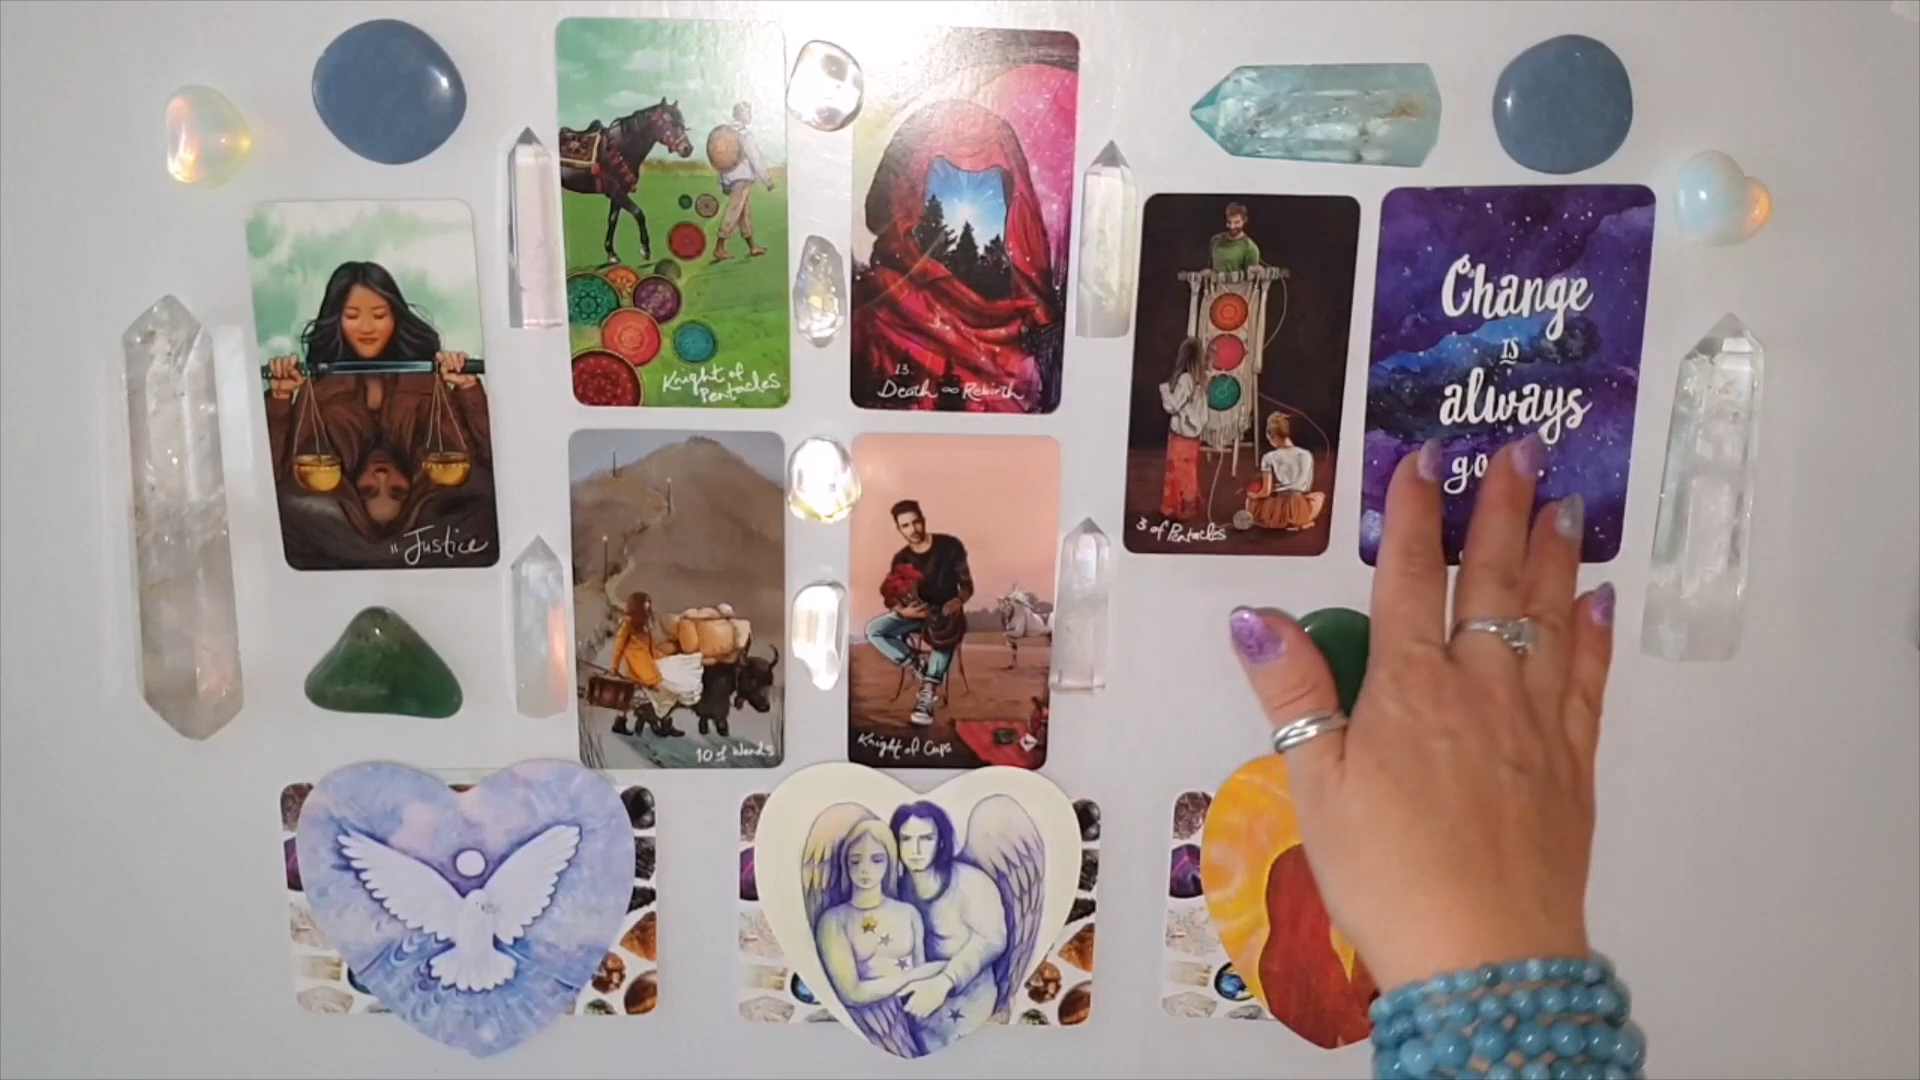 Knight of
Pentacles
13.
Death ∞ Rebirth
11 Justice
3 of Pentacles
Change
is
always
10 of Wands
Knight of Cups